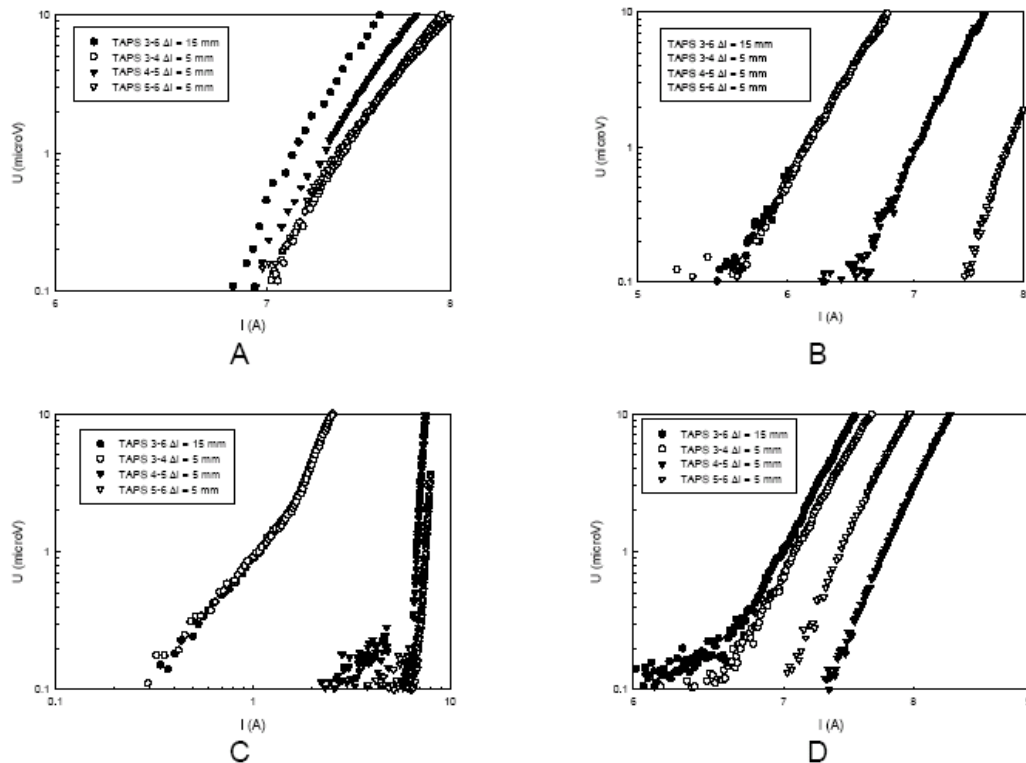 10
1
0.1
U (microV)
TAPS 3-6 Δl = 15 mm
TAPS 3-4 Δl = 5 mm
TAPS 4-5 Δl = 5 mm
TAPS 5-6 Δl = 5 mm
6 7 8
I (A)
A
10
1
0.1
U (microV)
TAPS 3-6 Δl = 15 mm
TAPS 3-4 Δl = 5 mm
TAPS 4-5 Δl = 5 mm
TAPS 5-6 Δl = 5 mm
5 6 7 8
I (A)
B
10
1
0.1
U (microV)
TAPS 3-6 Δl = 15 mm
TAPS 3-4 Δl = 5 mm
TAPS 4-5 Δl = 5 mm
TAPS 5-6 Δl = 5 mm
0.1 1 10
I (A)
C
10
1
0.1
U (microV)
TAPS 3-6 Δl = 15 mm
TAPS 3-4 Δl = 5 mm
TAPS 4-5 Δl = 5 mm
TAPS 5-6 Δl = 5 mm
6 7 8
I (A)
D